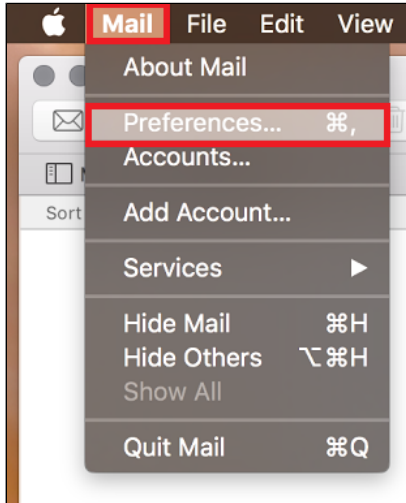 Mail File Edit View
About Mail
Preferences... ⌘,
Accounts...
Sort
Add Account...
Services ▶
Hide Mail ⌘H
Hide Others ⌥⌘H
Show All
Quit Mail ⌘Q